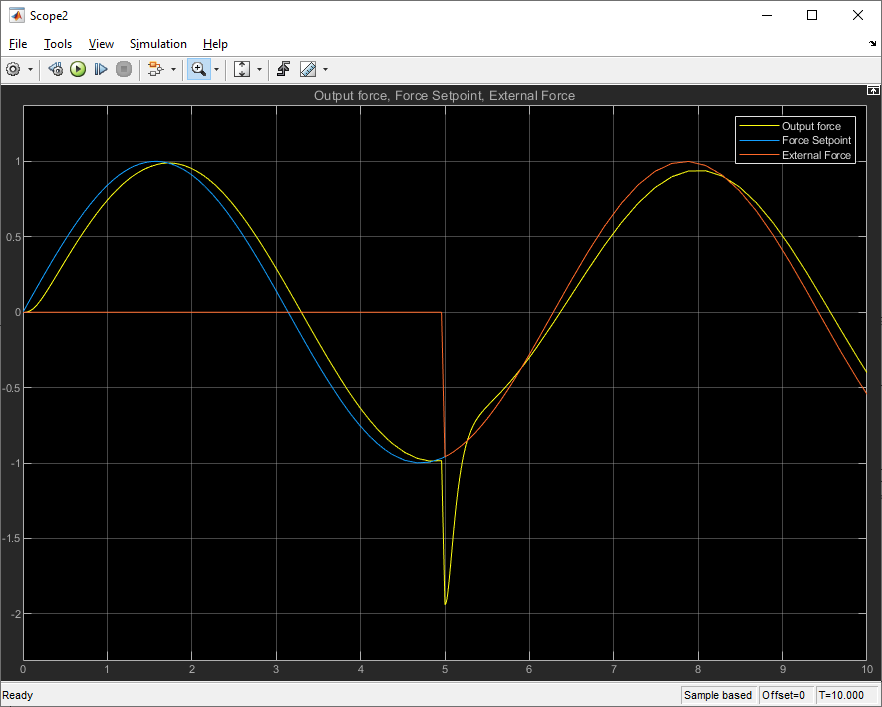 Scope2
File Tools View Simulation Help
Output force, Force Setpoint, External Force
Output force
Force Setpoint
External Force
1
0.5
0
-0.5
-1
-1.5
-2
0 1 2 3 4 5 6 7 8 9 10
Ready Sample based Offset=0 T=10.000